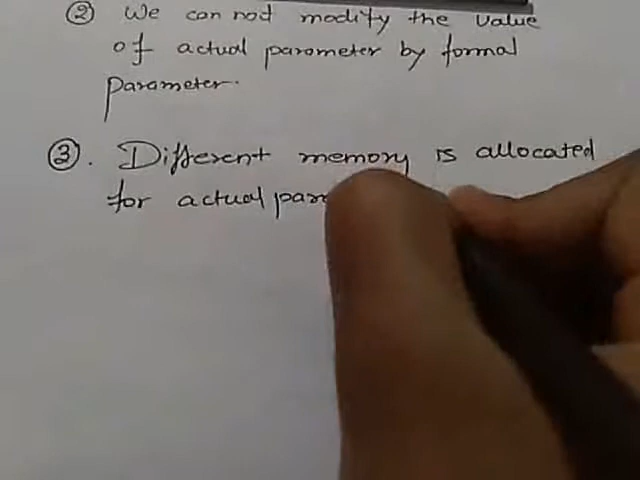 ② We can not modify the value
of actual parameter by formal
parameter.
③. Different memory is allocated
for actual